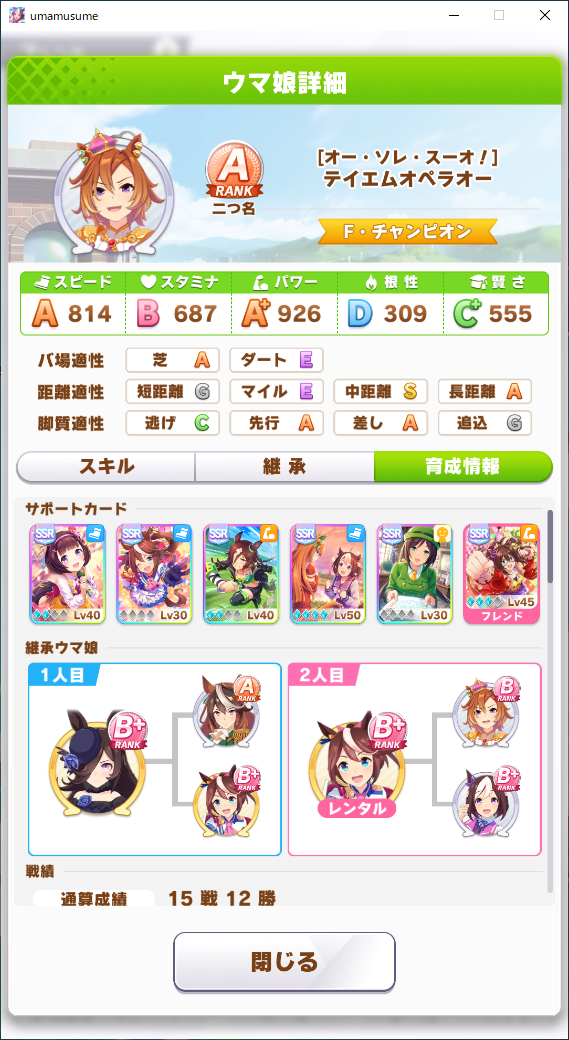 umamusume
ウマ娘詳細
A
RANK
二つ名
[オー・ソレ・スーオ！]
テイエムオペラオー
F・チャンピオン
スピード スタミナ パワー 根性 賢さ
A 814 B 687 A+ 926 D 309 C+ 555
バ場適性 芝 A ダート E
距離適性 短距離 G マイル E 中距離 S 長距離 A
脚質適性 逃げ C 先行 A 差し A 追込 G
スキル 継承 育成情報
サポートカード
SSR SSR SSR SSR SSR SSR
Lv40 Lv30 Lv40 Lv50 Lv30 Lv45
フレンド
継承ウマ娘
1人目 2人目
B+ RANK A RANK B+ RANK B RANK
レンタル
B+ RANK B+ RANK
戦績
通算成績 15 戦 12 勝
閉じる